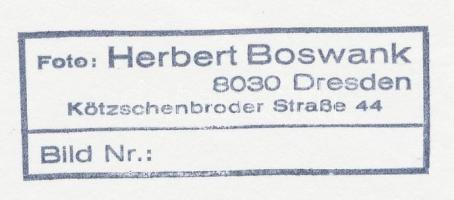 Foto: Herbert Boswank
8030 Dresden
Kötzschenbroder Straße 44
Bild Nr.: